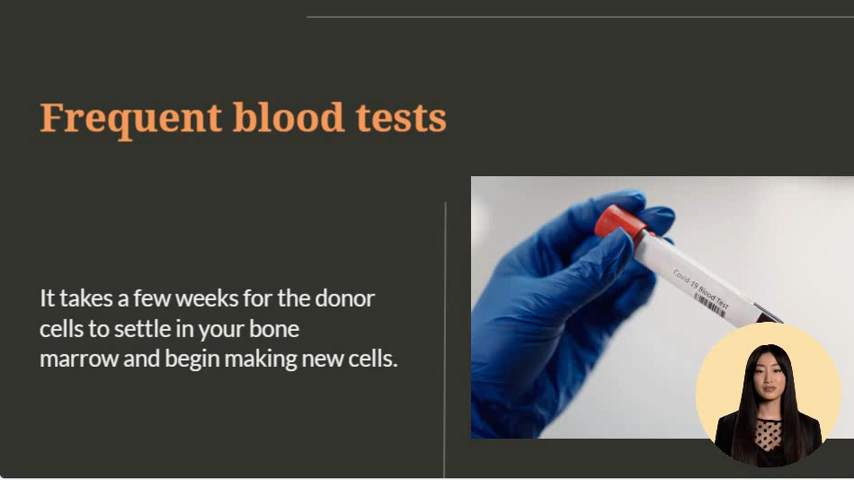 Frequent blood tests
It takes a few weeks for the donor
cells to settle in your bone
marrow and begin making new cells.
Covid-19 Blood Test